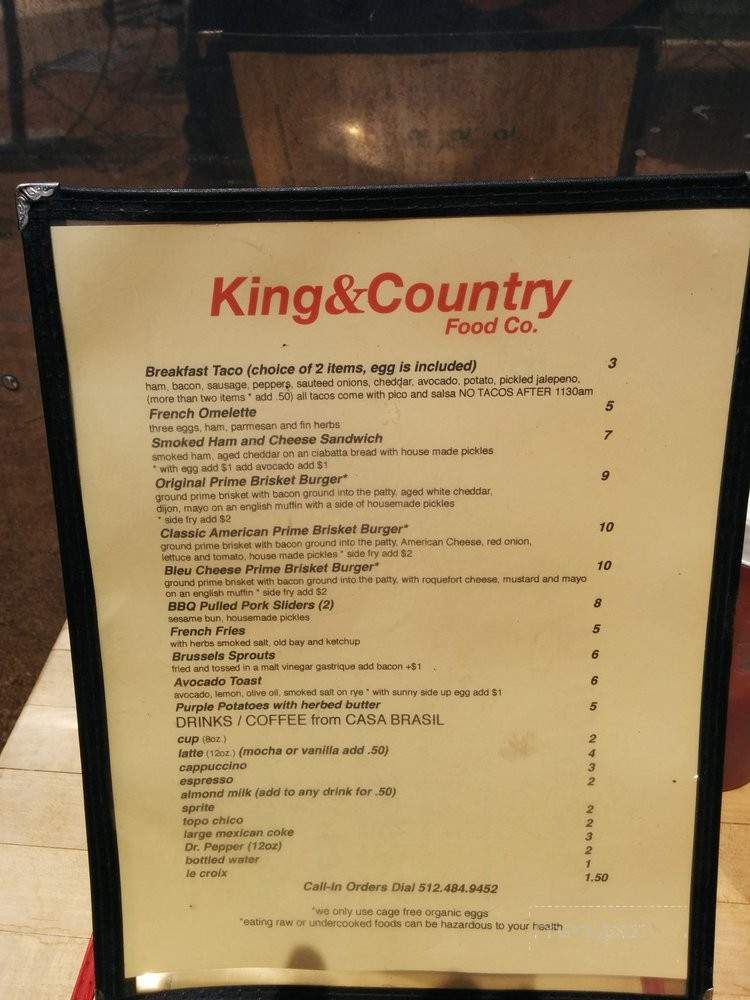 King&Country
Food Co.
Breakfast Taco (choice of 2 items, egg is included) 3
ham, bacon, sausage, peppers, sauteed onions, cheddar, avocado, potato, pickled jalepeno,
(more than two items * add .50) all tacos come with pico and salsa NO TACOS AFTER 1130am
French Omelette 5
three eggs, ham, parmesan and fin herbs
Smoked Ham and Cheese Sandwich 7
smoked ham, aged cheddar on an ciabatta bread with house made pickles
* with egg add $1 add avocado add $1
Original Prime Brisket Burger* 9
ground prime brisket with bacon ground into the patty, aged white cheddar,
dijon, mayo on an english muffin with a side of housemade pickles
* side fry add $2
Classic American Prime Brisket Burger* 10
ground prime brisket with bacon ground into the patty, American Cheese, red onion,
lettuce and tomato, house made pickles * side fry add $2
Bleu Cheese Prime Brisket Burger* 10
ground prime brisket with bacon ground into the patty, with roquefort cheese, mustard and mayo
on an english muffin * side fry add $2
BBQ Pulled Pork Sliders (2) 8
sesame bun, housemade pickles
French Fries 5
with herbs smoked salt, old bay and ketchup
Brussels Sprouts 6
fried and tossed in a malt vinegar gastrique add bacon +$1
Avocado Toast 6
avocado, lemon, olive oil, smoked salt on rye * with sunny side up egg add $1
Purple Potatoes with herbed butter 5
DRINKS / COFFEE from CASA BRASIL
cup (8oz.) 2
latte (12oz.) (mocha or vanilla add .50) 4
cappuccino 3
espresso 2
almond milk (add to any drink for .50)
sprite 2
topo chico 2
large mexican coke 3
Dr. Pepper (12oz) 2
bottled water 1
le croix 1.50
Call-In Orders Dial 512.484.9452
*we only use cage free organic eggs
*eating raw or undercooked foods can be hazardous to your health